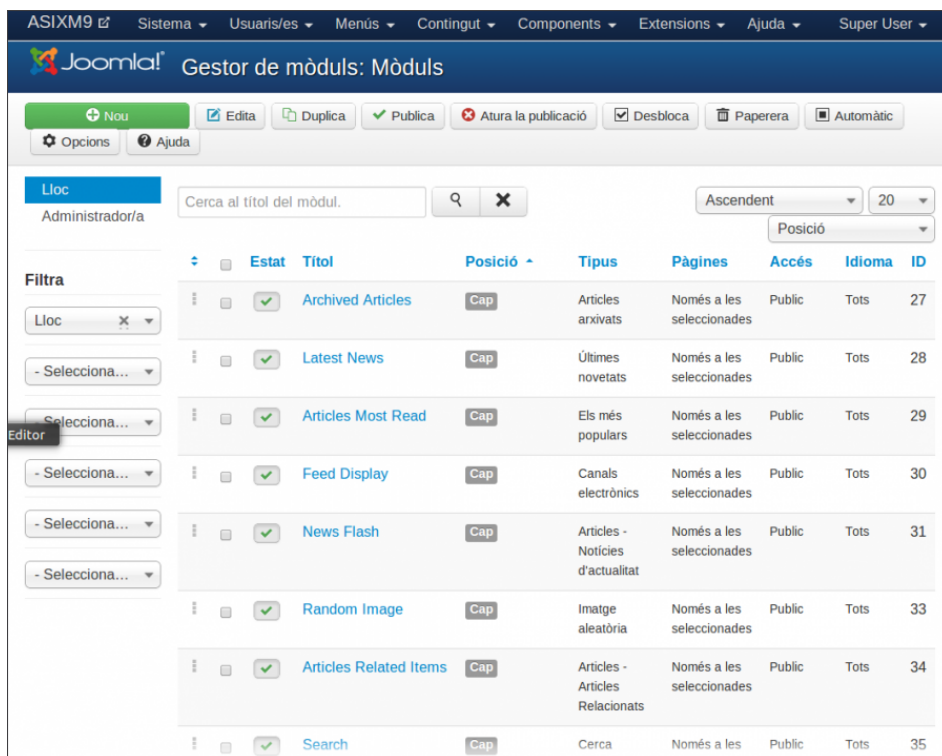 ASIXM9 Sistema Usuaris/es Menús Contingut Components Extensions Ajuda Super User
Joomla!® Gestor de mòduls: Mòduls
Nou Edita Duplica Publica Atura la publicació Desbloca Paperera Automàtic
Opcions Ajuda
Lloc
Administrador/a
Filtra
Lloc
- Selecciona...
- Selecciona...
Editor
- Selecciona...
- Selecciona...
- Selecciona...
Cerca al títol del mòdul.
Ascendent 20
Posició
Estat Títol Posició Tipus Pàgines Accés Idioma ID
Archived Articles Cap Articles arxivats Només a les seleccionades Public Tots 27
Latest News Cap Últimes novetats Només a les seleccionades Public Tots 28
Articles Most Read Cap Els més populars Només a les seleccionades Public Tots 29
Feed Display Cap Canals electrònics Només a les seleccionades Public Tots 30
News Flash Cap Articles - Notícies d'actualitat Només a les seleccionades Public Tots 31
Random Image Cap Imatge aleatòria Només a les seleccionades Public Tots 33
Articles Related Items Cap Articles - Articles Relacionats Només a les seleccionades Public Tots 34
Search Cap Cerca Només a les Public Tots 35